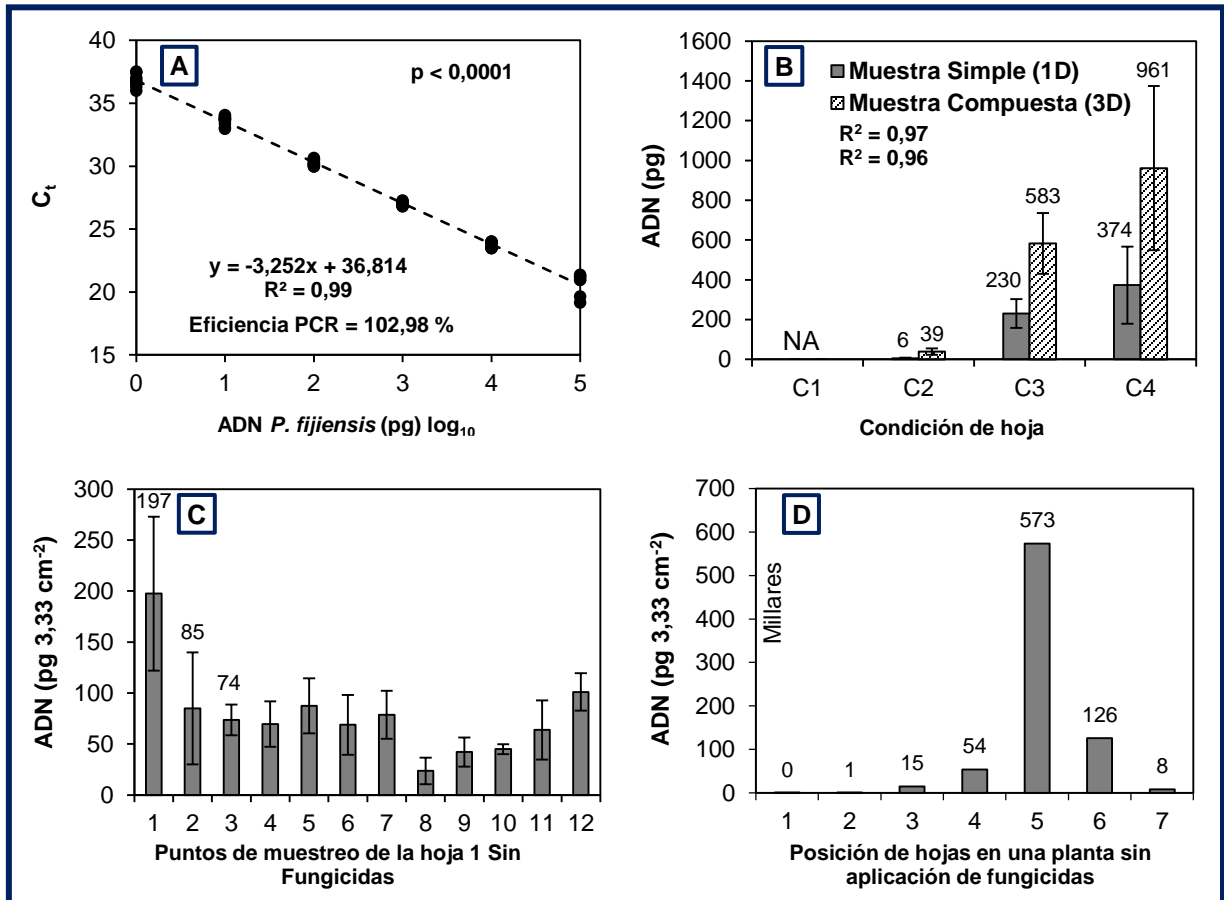 A
p < 0,0001
40
35
30
25
20
15
Ct
y = -3,252x + 36,814
R² = 0,99
Eficiencia PCR = 102,98 %
0 1 2 3 4 5
ADN P. fijiensis (pg) log₁₀
B
Muestra Simple (1D)
Muestra Compuesta (3D)
R² = 0,97
R² = 0,96
1600
1400
1200
1000
800
600
400
200
0
ADN (pg)
NA
6 39
230 583
374 961
C1 C2 C3 C4
Condición de hoja
C
300
250
200
150
100
50
0
ADN (pg 3,33 cm⁻²)
197
85
74
1 2 3 4 5 6 7 8 9 10 11 12
Puntos de muestreo de la hoja 1 Sin
Fungicidas
D
700
600
500
400
300
200
100
0
ADN (pg 3,33 cm⁻²)
Millares
0 1 15 54 573 126 8
1 2 3 4 5 6 7
Posición de hojas en una planta sin
aplicación de fungicidas